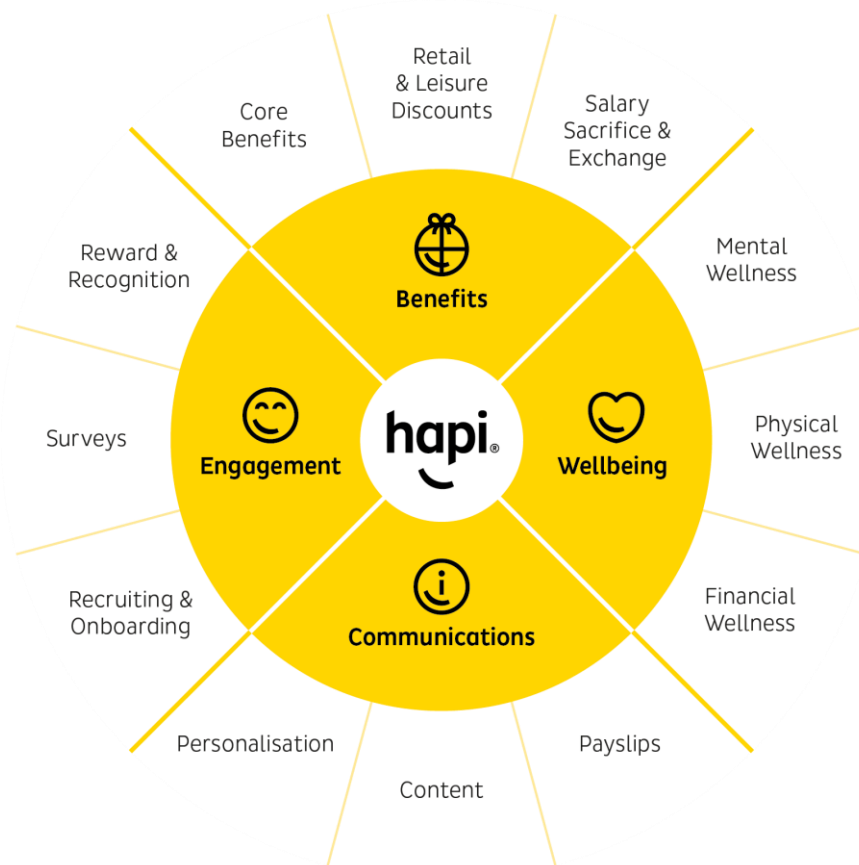 Retail
& Leisure
Discounts
Core
Benefits
Salary
Sacrifice &
Exchange
Reward &
Recognition
Mental
Wellness
Benefits
Surveys
Engagement
hapi®
Wellbeing
Physical
Wellness
i
Communications
Recruiting &
Onboarding
Financial
Wellness
Personalisation
Content
Payslips